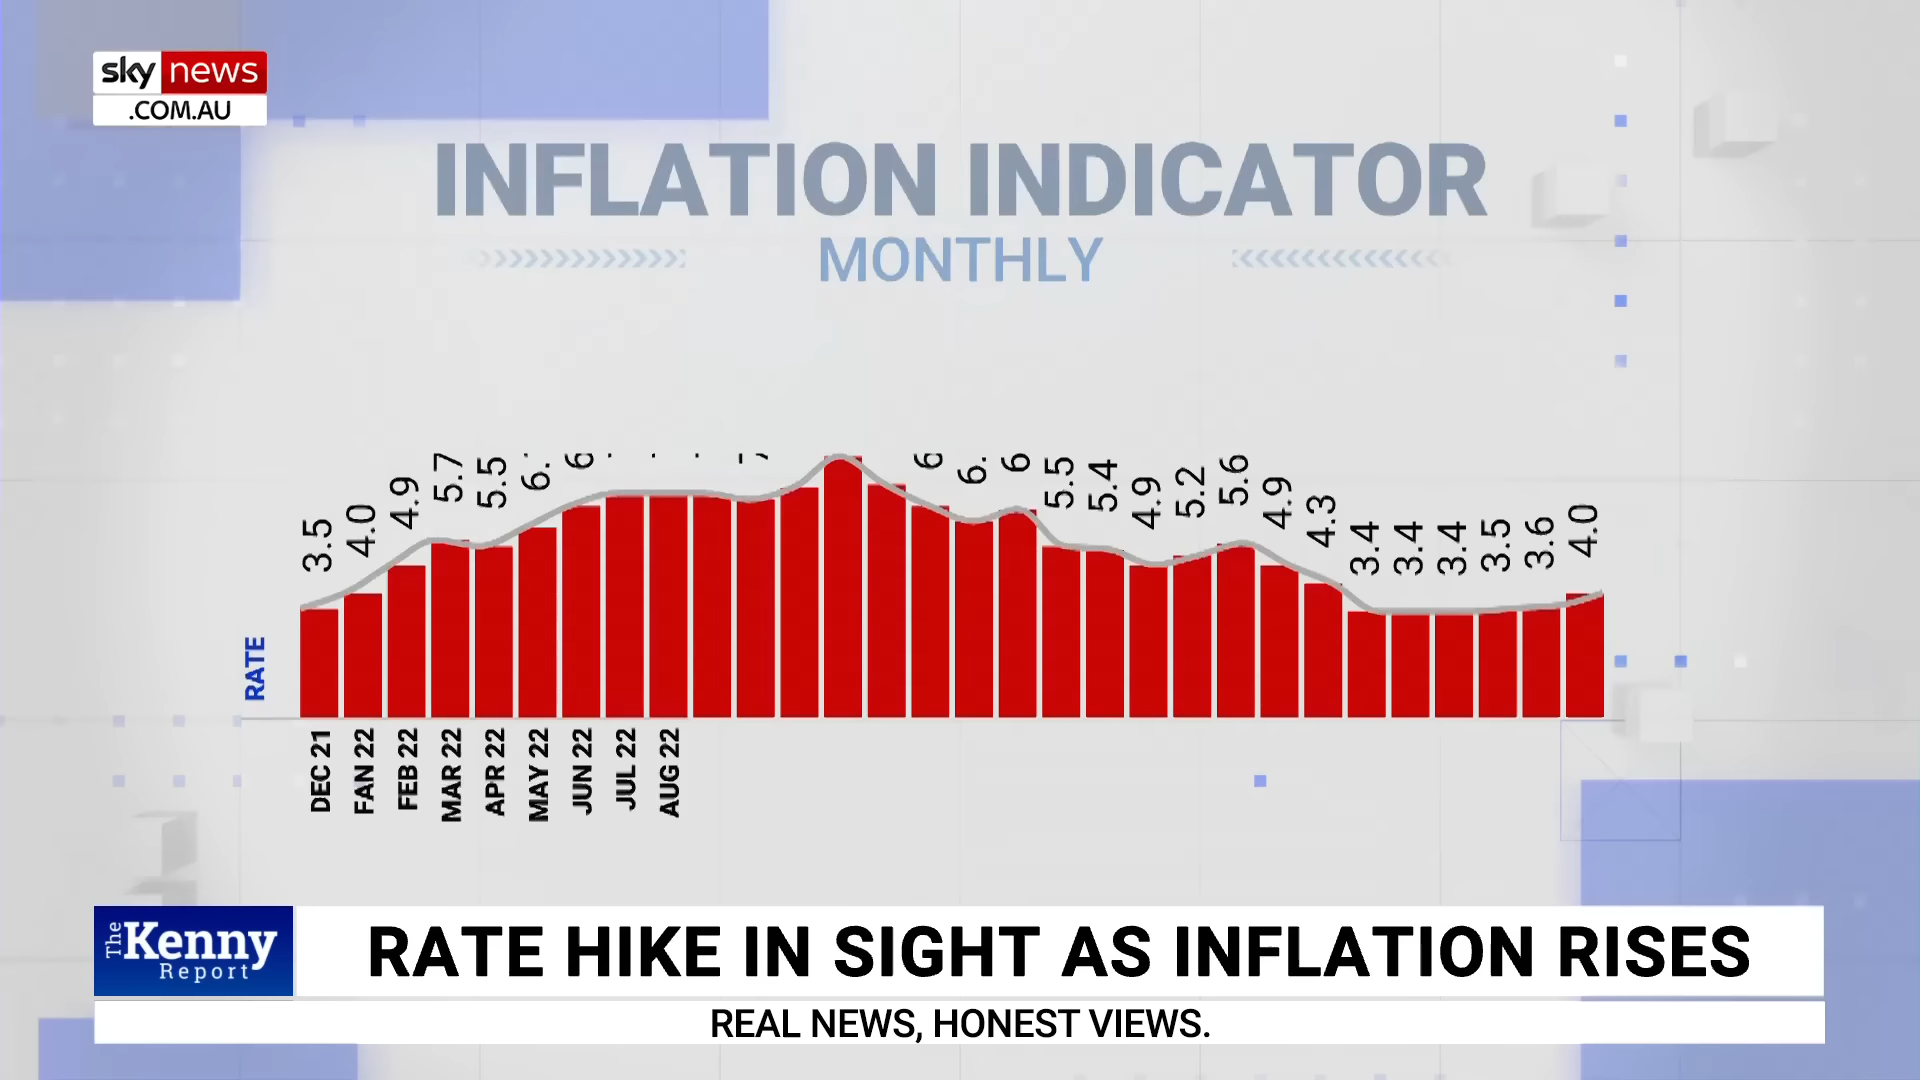 sky news
.COM.AU
INFLATION INDICATOR
MONTHLY
3.5
4.0
4.9
5.7
5.5
5.5
5.4
4.9
5.2
5.6
4.9
4.3
3.4
3.4
3.4
3.5
3.6
4.0
RATE
DEC 21
FAN 22
FEB 22
MAR 22
APR 22
MAY 22
JUN 22
JUL 22
AUG 22
The Kenny Report
RATE HIKE IN SIGHT AS INFLATION RISES
REAL NEWS, HONEST VIEWS.